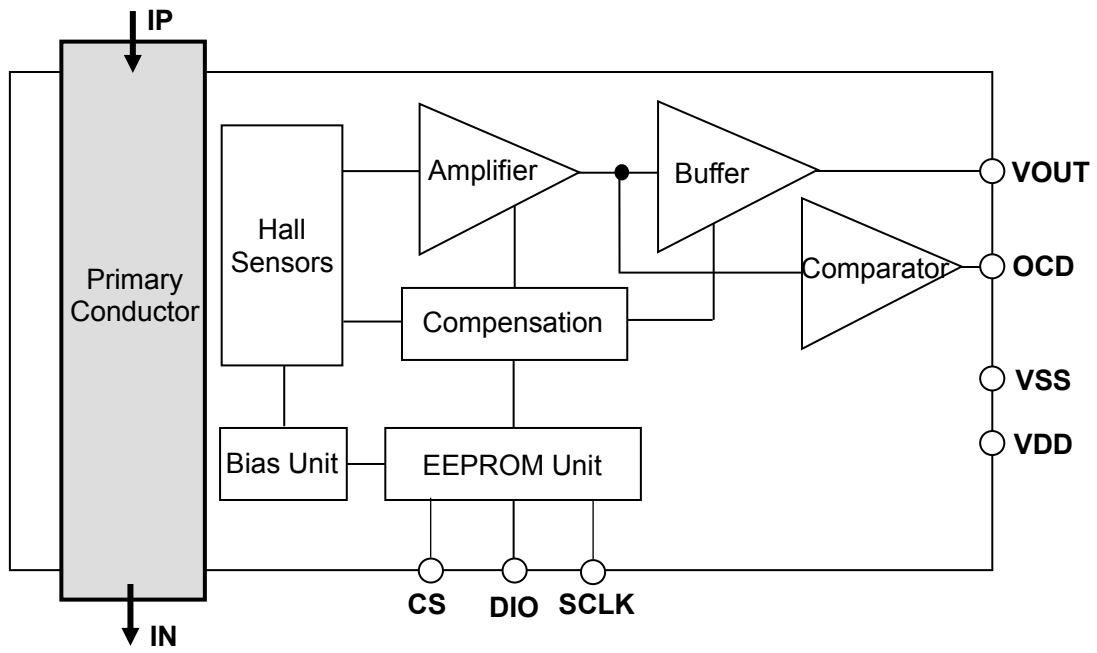 IP
Primary
Conductor
Hall
Sensors
Amplifier
Buffer
VOUT
Comparator
OCD
Compensation
VSS
VDD
Bias Unit
EEPROM Unit
CS
DIO
SCLK
IN